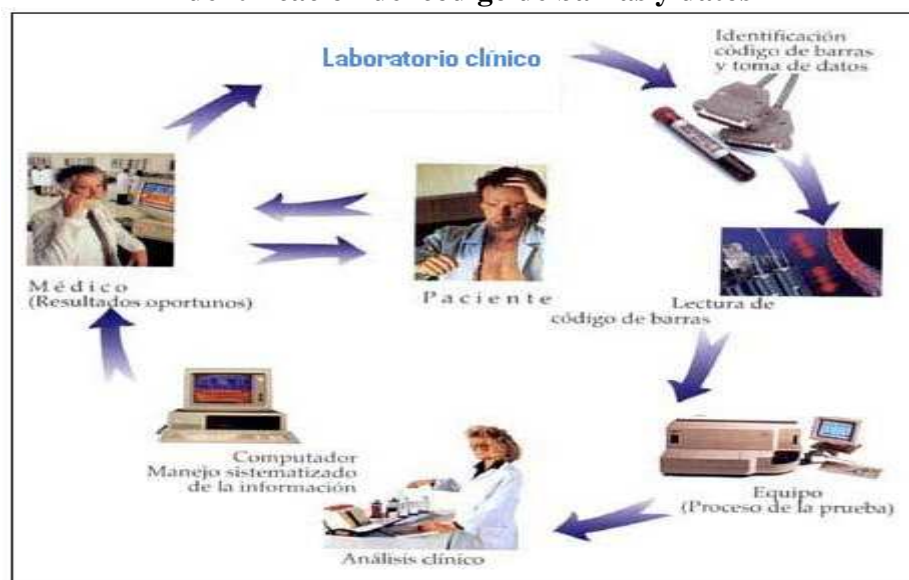 Laboratorio clínico
Identificación
código de barras
y toma de datos
Médico
(Resultados oportunos)
Paciente
Lectura de
código de barras
Computador
Manejo sistematizado
de la información
Equipo
(Proceso de la prueba)
Análisis clínico